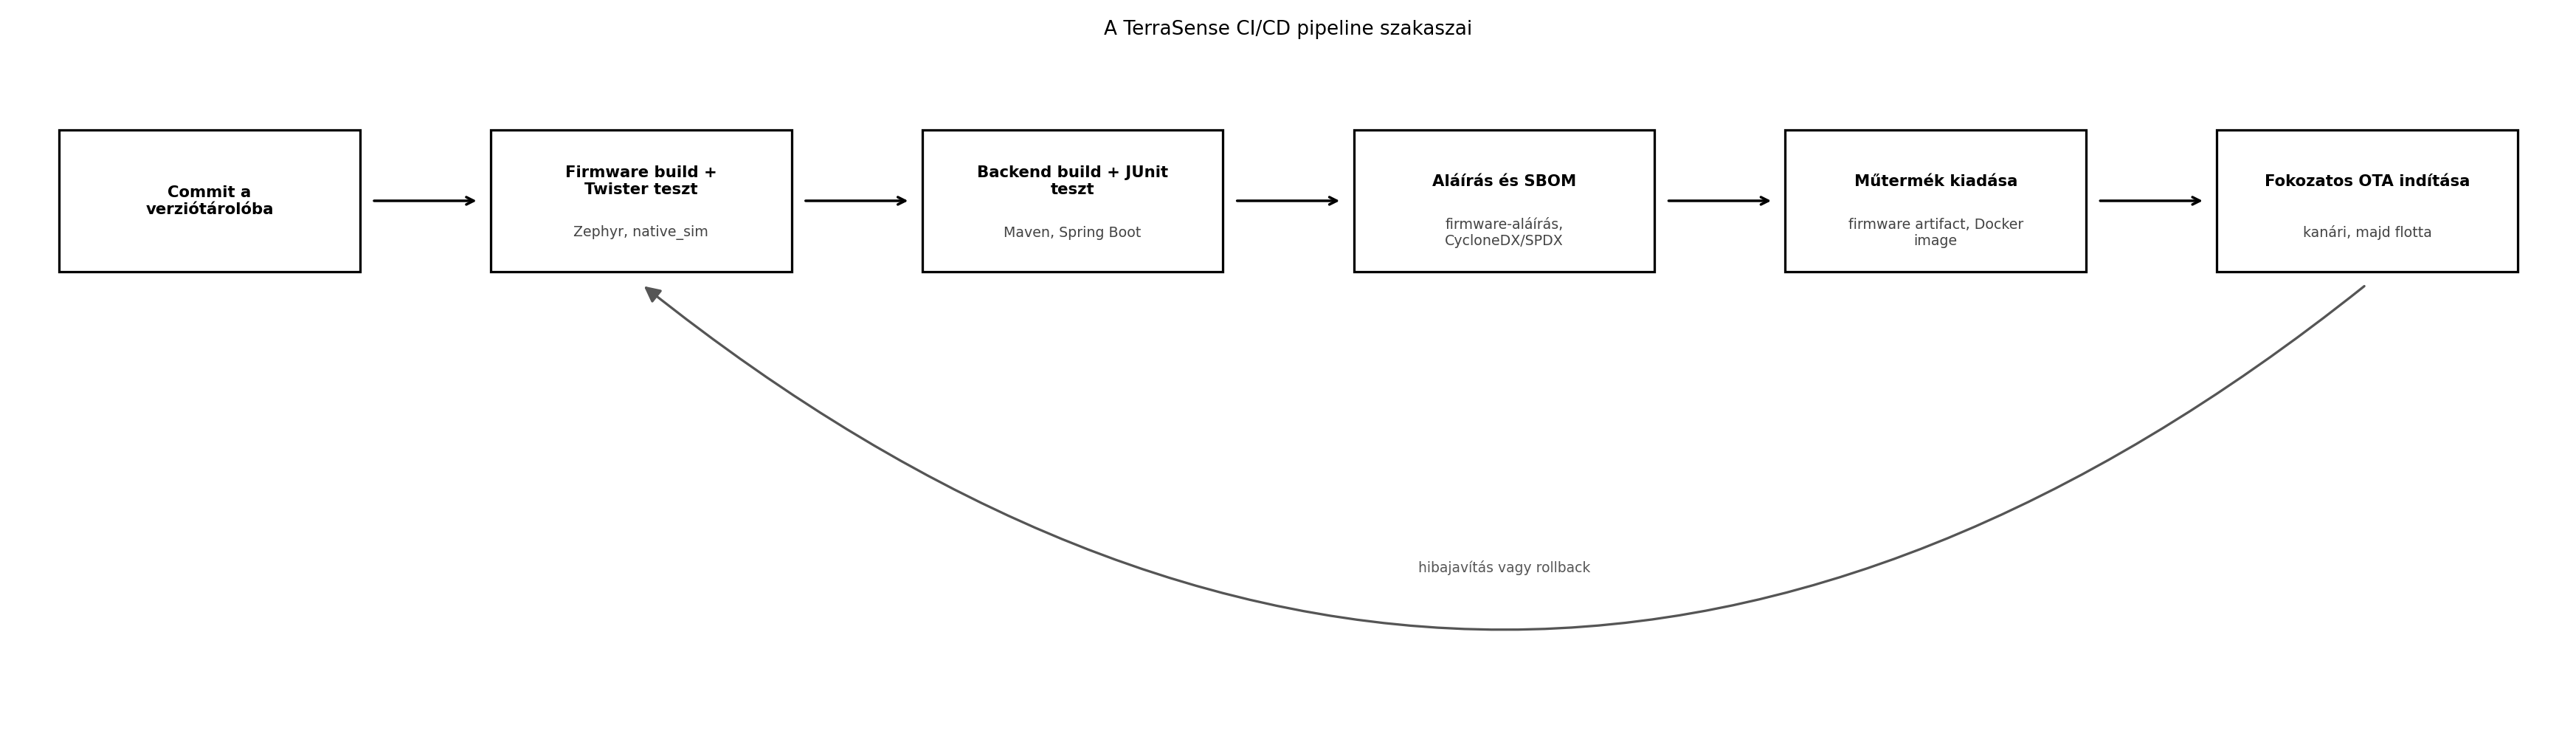 A TerraSense CI/CD pipeline szakaszai
Commit a
verziótárolóba
Firmware build +
Twister teszt
Zephyr, native_sim
Backend build + JUnit
teszt
Maven, Spring Boot
Aláírás és SBOM
firmware-aláírás,
CycloneDX/SPDX
Műtermék kiadása
firmware artifact, Docker
image
Fokozatos OTA indítása
kanári, majd flotta
hibajavítás vagy rollback